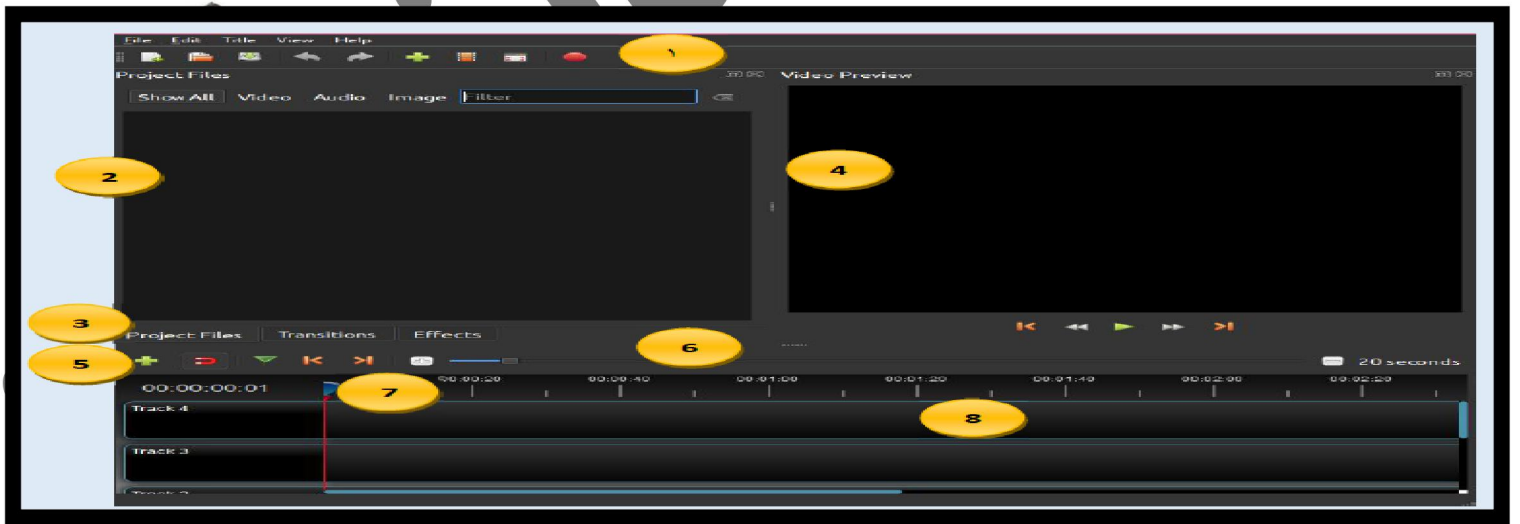 File Edit Title View Help
١
Project Files
Video Preview
Show All Video Audio Image Filter
2
4
3
Project Files Transitions Effects
6
5
20 seconds
00:00:00:01
7
00:00:20 00:00:40 00:01:00 00:01:20 00:01:40 00:02:00 00:02:20
Track 4
8
Track 3